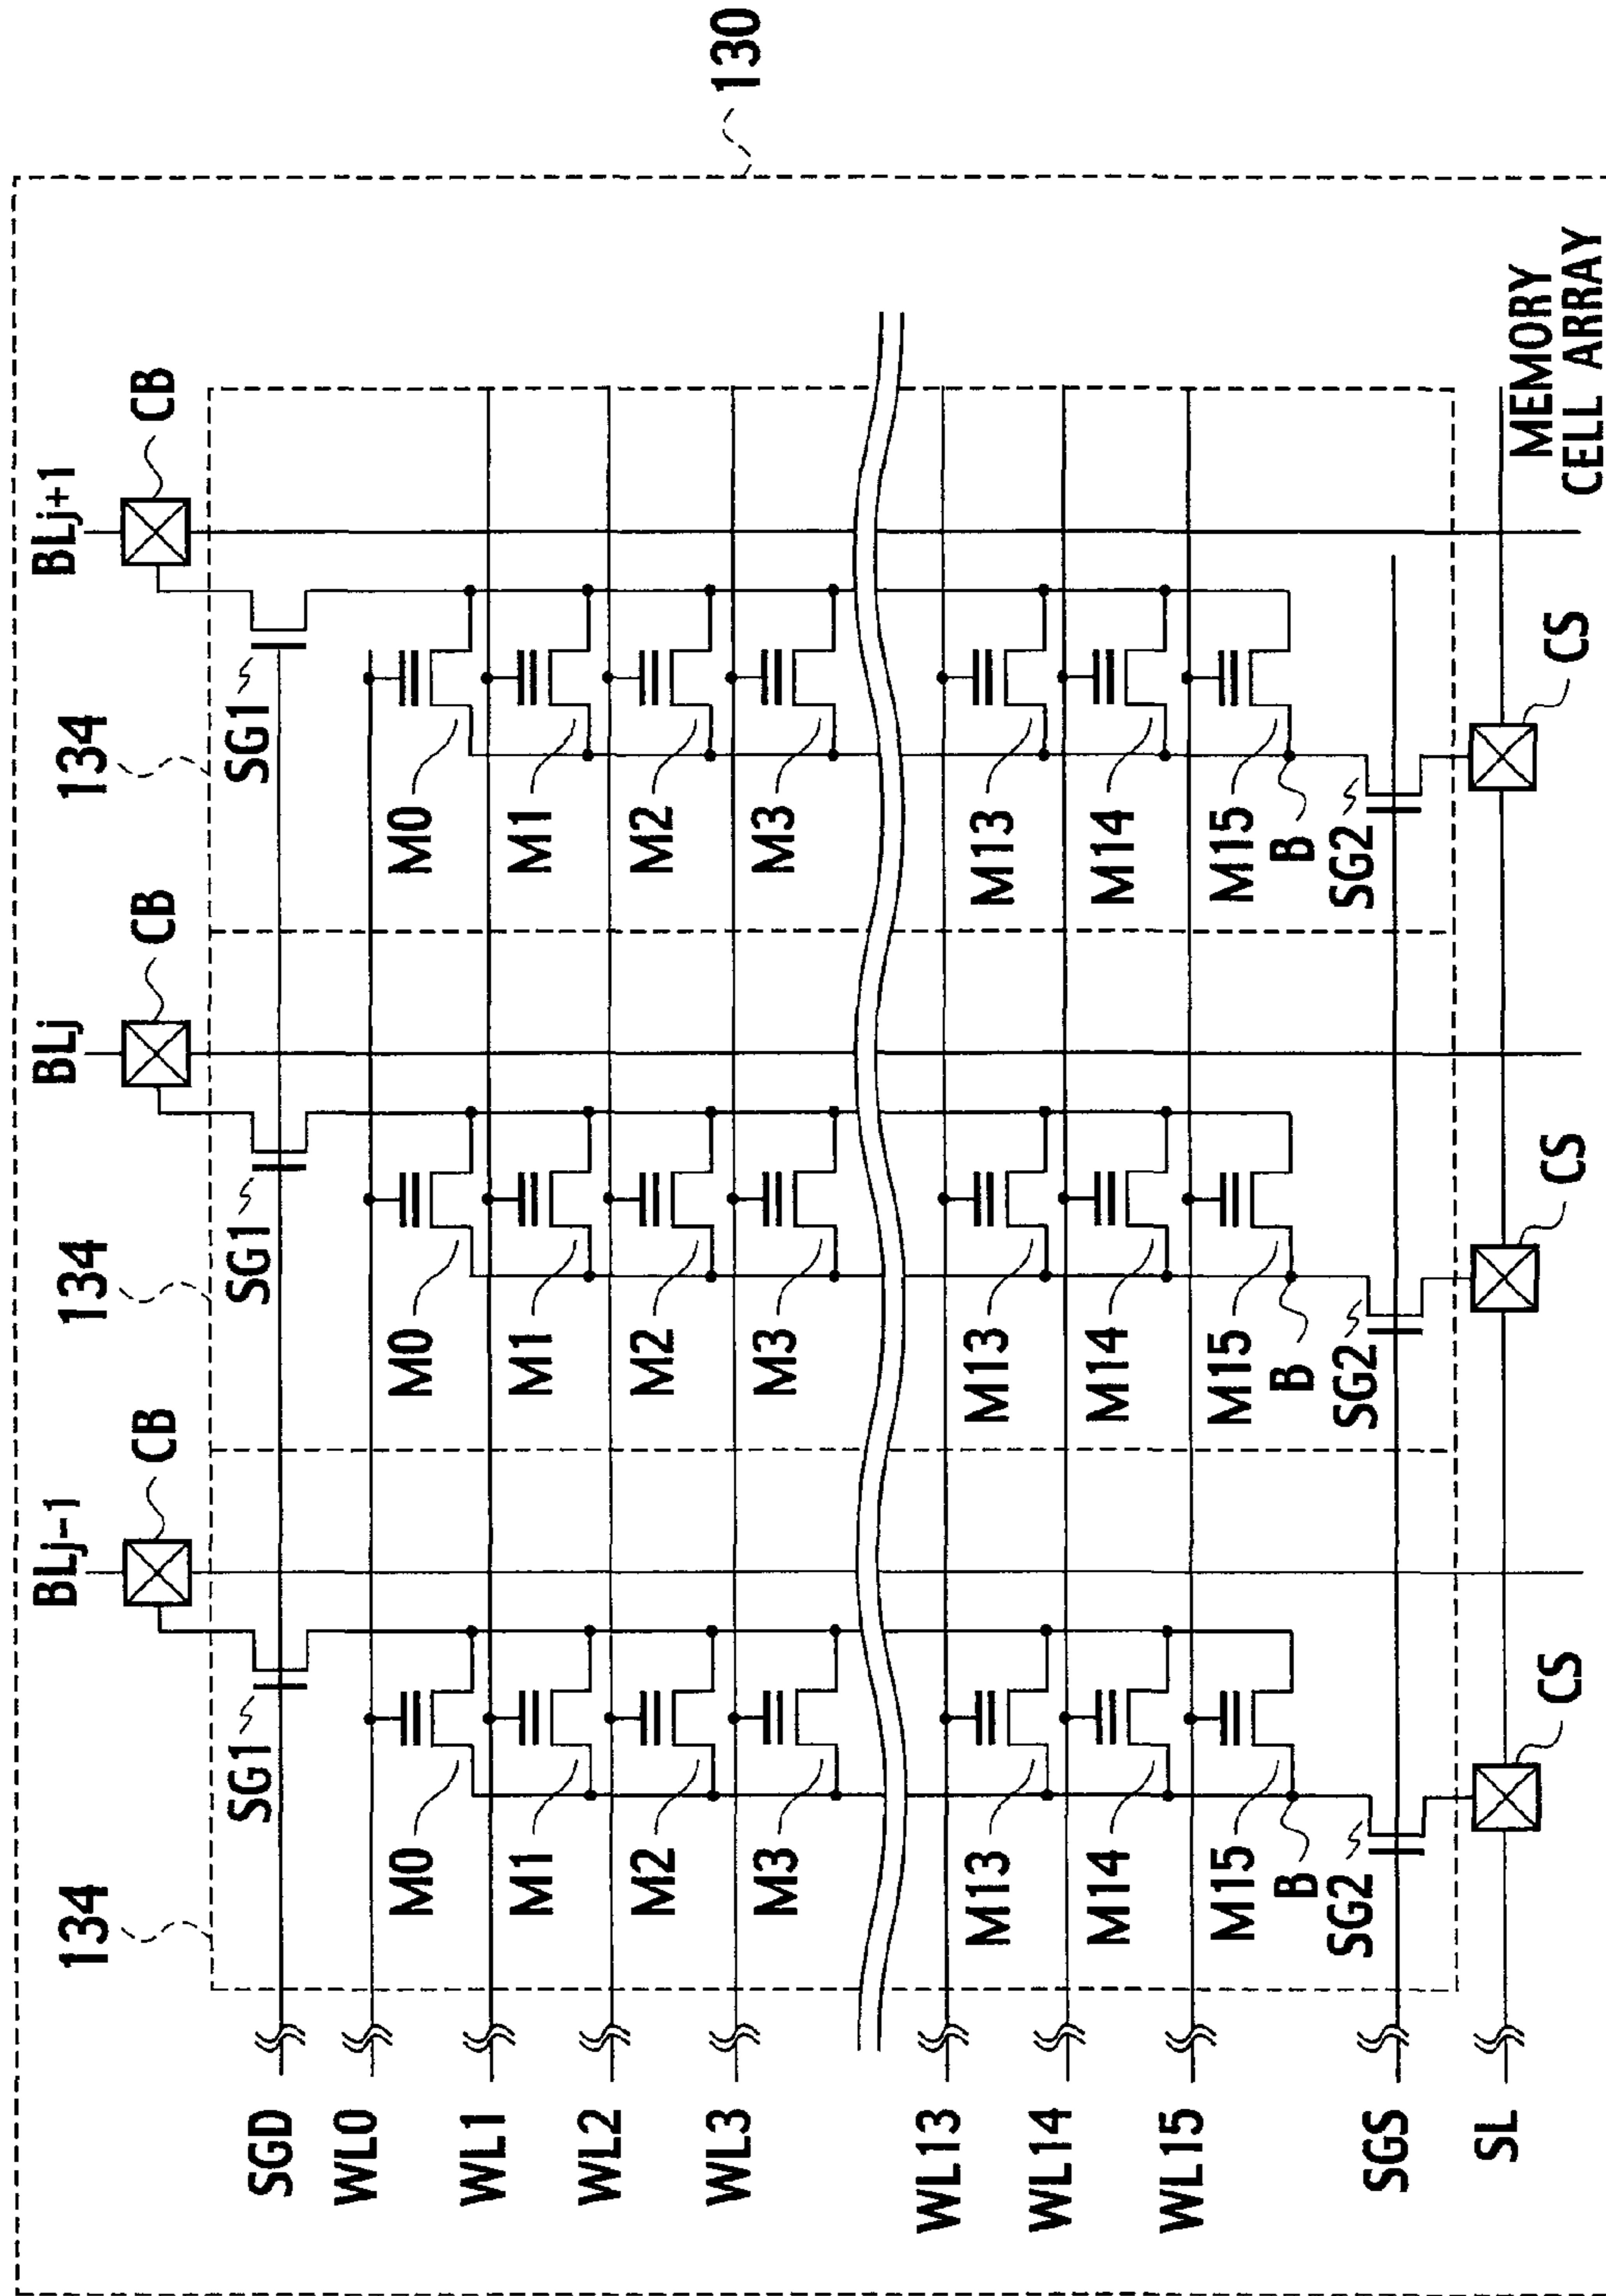 130
BLj-1
BLj
BLj+1
CB
CB
CB
134
134
134
SGD
SG1
SG1
SG1
WL0
M0
M0
M0
WL1
M1
M1
M1
WL2
M2
M2
M2
WL3
M3
M3
M3
WL13
M13
M13
M13
WL14
M14
M14
M14
WL15
M15
M15
M15
B
B
B
SGS
SG2
SG2
SG2
SL
CS
CS
CS
MEMORY
CELL ARRAY